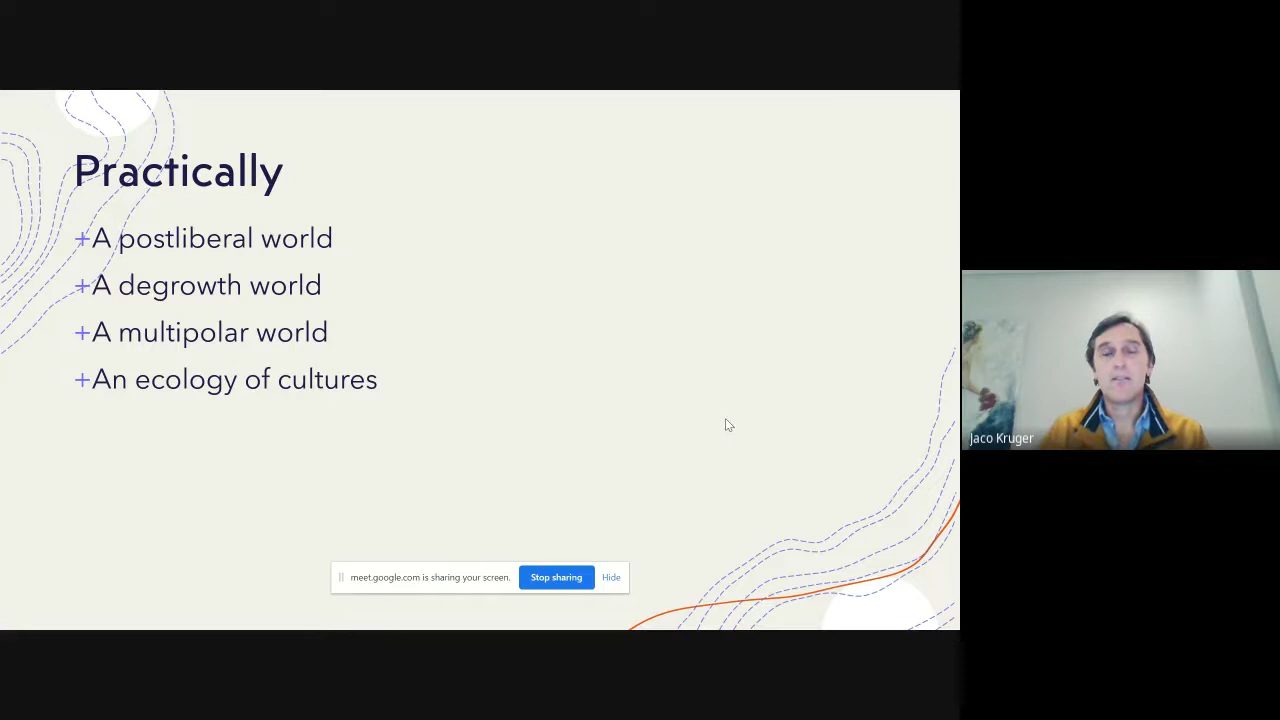 Practically
+A postliberal world
+A degrowth world
+A multipolar world
+An ecology of cultures
meet.google.com is sharing your screen. Stop sharing Hide
Jaco Kruger